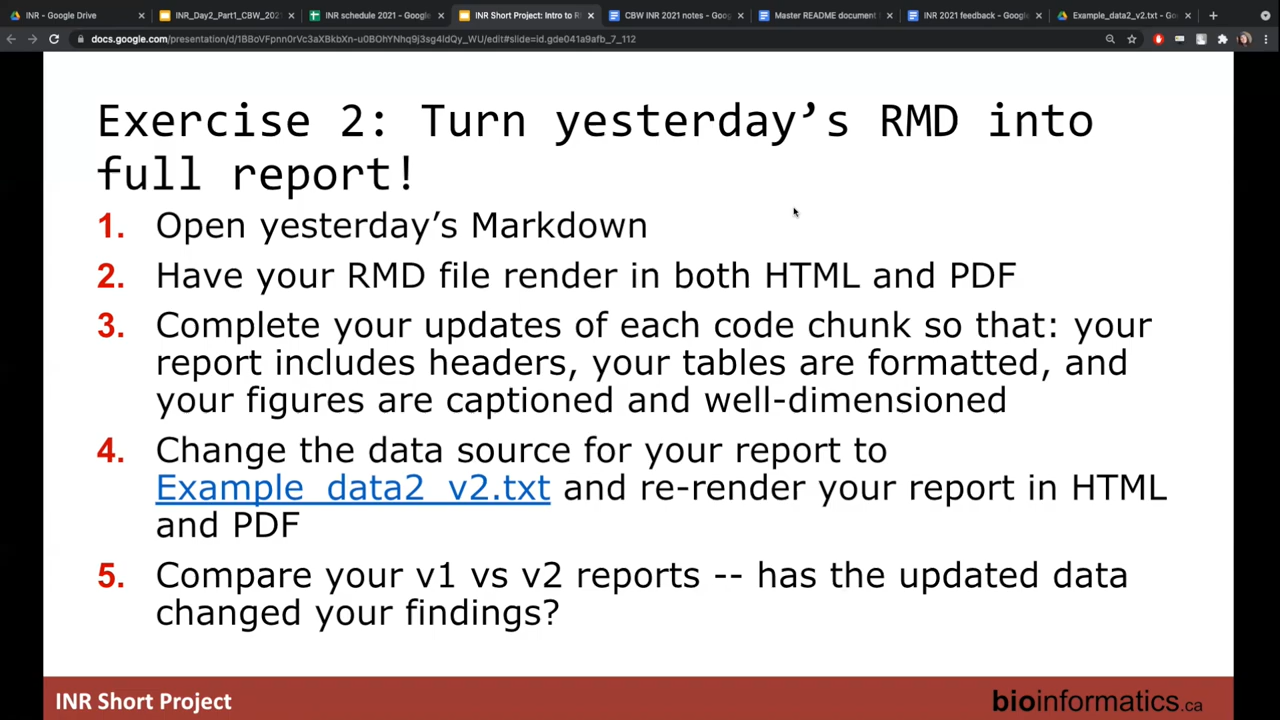 INR - Google Drive
INR_Day2_Part1_CBW_2021
INR schedule 2021 - Google
INR Short Project: Intro to R
CBW INR 2021 notes - Goog
Master README document
INR 2021 feedback - Google
Example_data2_v2.txt - Go
docs.google.com/presentation/d/1BBoVFpnn0rVc3aXBkbXn-u0BOhYNhq9j3sg4ldQy_WU/edit#slide=id.gde041a9afb_7_112
Exercise 2: Turn yesterday’s RMD into
full report!
1. Open yesterday’s Markdown
2. Have your RMD file render in both HTML and PDF
3. Complete your updates of each code chunk so that: your
report includes headers, your tables are formatted, and
your figures are captioned and well-dimensioned
4. Change the data source for your report to
Example_data2_v2.txt and re-render your report in HTML
and PDF
5. Compare your v1 vs v2 reports -- has the updated data
changed your findings?
INR Short Project
bioinformatics.ca